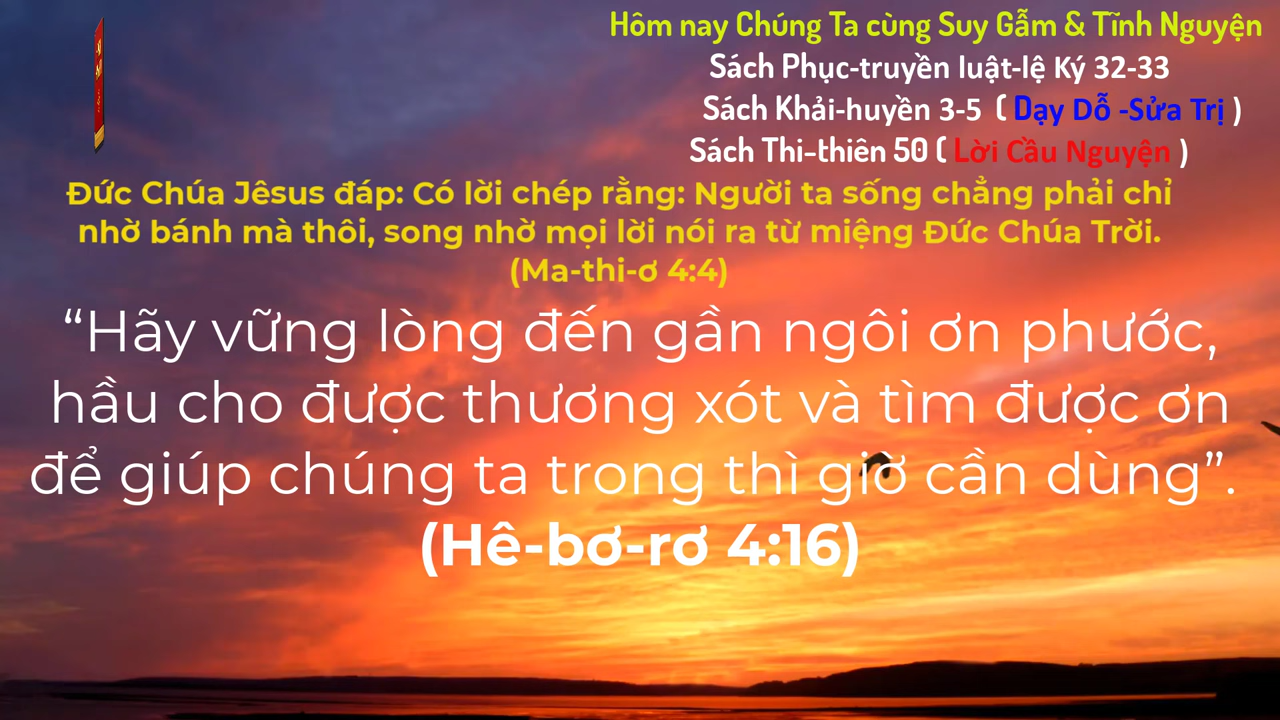 Hôm nay Chúng Ta cùng Suy Gẫm & Tĩnh Nguyện
Sách Phục-truyền luật-lệ Ký 32-33
Sách Khải-huyền 3-5 ( Dạy Dỗ -Sửa Trị )
Sách Thi-thiên 50 ( Lời Cầu Nguyện )
Đức Chúa Jêsus đáp: Có lời chép rằng: Người ta sống chẳng phải chỉ
nhờ bánh mà thôi, song nhờ mọi lời nói ra từ miệng Đức Chúa Trời.
(Ma-thi-ơ 4:4)
“Hãy vững lòng đến gần ngôi ơn phước,
hầu cho được thương xót và tìm được ơn
để giúp chúng ta trong thì giờ cần dùng”.
(Hê-bơ-rơ 4:16)